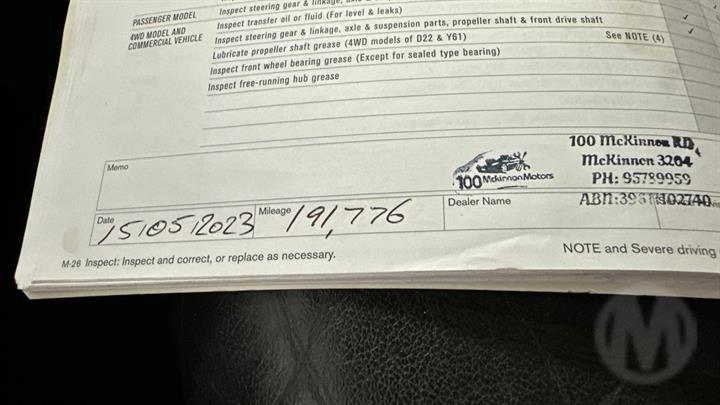 Inspect steering gear & linkage,
PASSENGER MODEL
Inspect transfer oil or fluid (For level & leaks)
4WD MODEL AND
COMMERCIAL VEHICLE
Inspect steering gear & linkage, axle & suspension parts, propeller shaft & front drive shaft ✓
Lubricate propeller shaft grease (4WD models of D22 & Y61) See NOTE (4) ✓
Inspect front wheel bearing grease (Except for sealed type bearing)
Inspect free-running hub grease
Memo
100 McKinnon Motors
100 McKinnon RD,
McKinnon 3204
PH: 95789959
Date
15/05/2023
Mileage
191,776
Dealer Name
M-26 Inspect: Inspect and correct, or replace as necessary.
NOTE and Severe driving
M